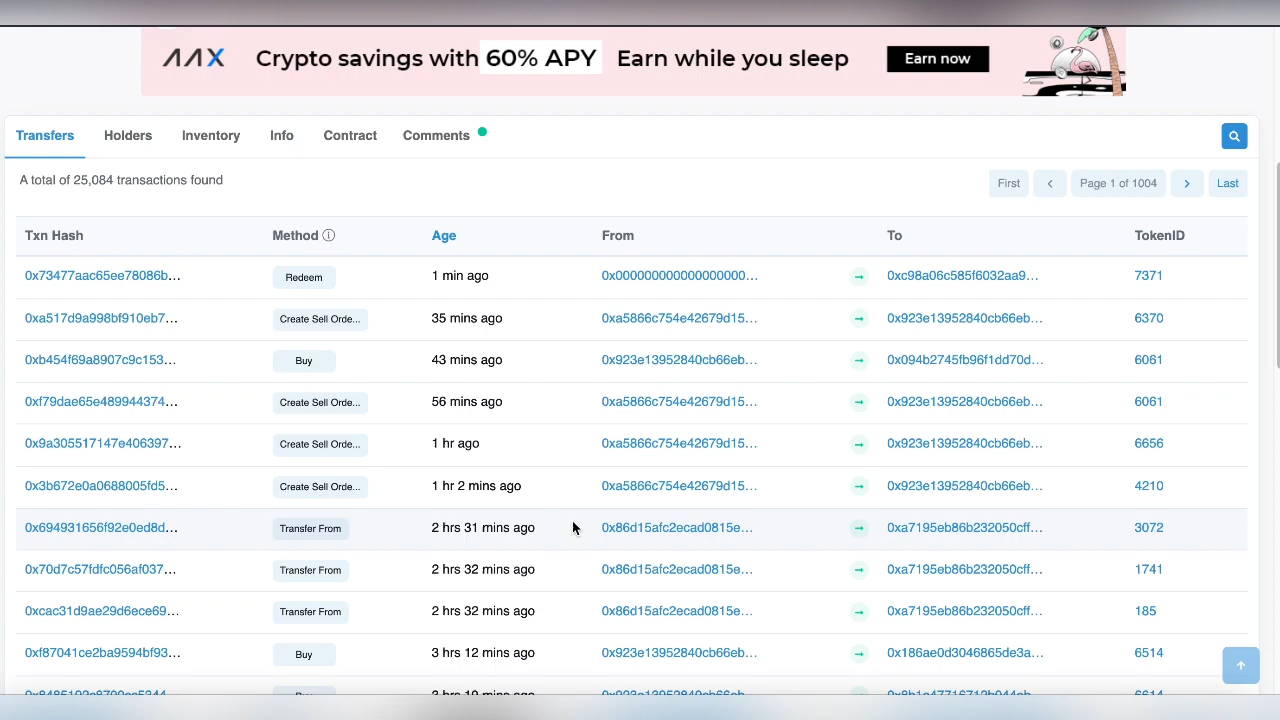 AAX Crypto savings with 60% APY Earn while you sleep Earn now
Transfers Holders Inventory Info Contract Comments
A total of 25,084 transactions found First Page 1 of 1004 Last
Txn Hash Method Age From To TokenID
0x73477aac65ee78086b... Redeem 1 min ago 0x000000000000000000... 0xc98a06c585f6032aa9... 7371
0xa517d9a998bf910eb7... Create Sell Orde... 35 mins ago 0xa5866c754e42679d15... 0x923e13952840cb66eb... 6370
0xb454f69a8907c9c153... Buy 43 mins ago 0x923e13952840cb66eb... 0x094b2745fb96f1dd70d... 6061
0xf79dae65e489944374... Create Sell Orde... 56 mins ago 0xa5866c754e42679d15... 0x923e13952840cb66eb... 6061
0x9a305517147e406397... Create Sell Orde... 1 hr ago 0xa5866c754e42679d15... 0x923e13952840cb66eb... 6656
0x3b672e0a0688005fd5... Create Sell Orde... 1 hr 2 mins ago 0xa5866c754e42679d15... 0x923e13952840cb66eb... 4210
0x694931656f92e0ed8d... Transfer From 2 hrs 31 mins ago 0x86d15afc2ecad0815e... 0xa7195eb86b232050cff... 3072
0x70d7c57fdfc056af037... Transfer From 2 hrs 32 mins ago 0x86d15afc2ecad0815e... 0xa7195eb86b232050cff... 1741
0xcac31d9ae29d6ece69... Transfer From 2 hrs 32 mins ago 0x86d15afc2ecad0815e... 0xa7195eb86b232050cff... 185
0xf87041ce2ba9594bf93... Buy 3 hrs 12 mins ago 0x923e13952840cb66eb... 0x186ae0d3046865de3a... 6514